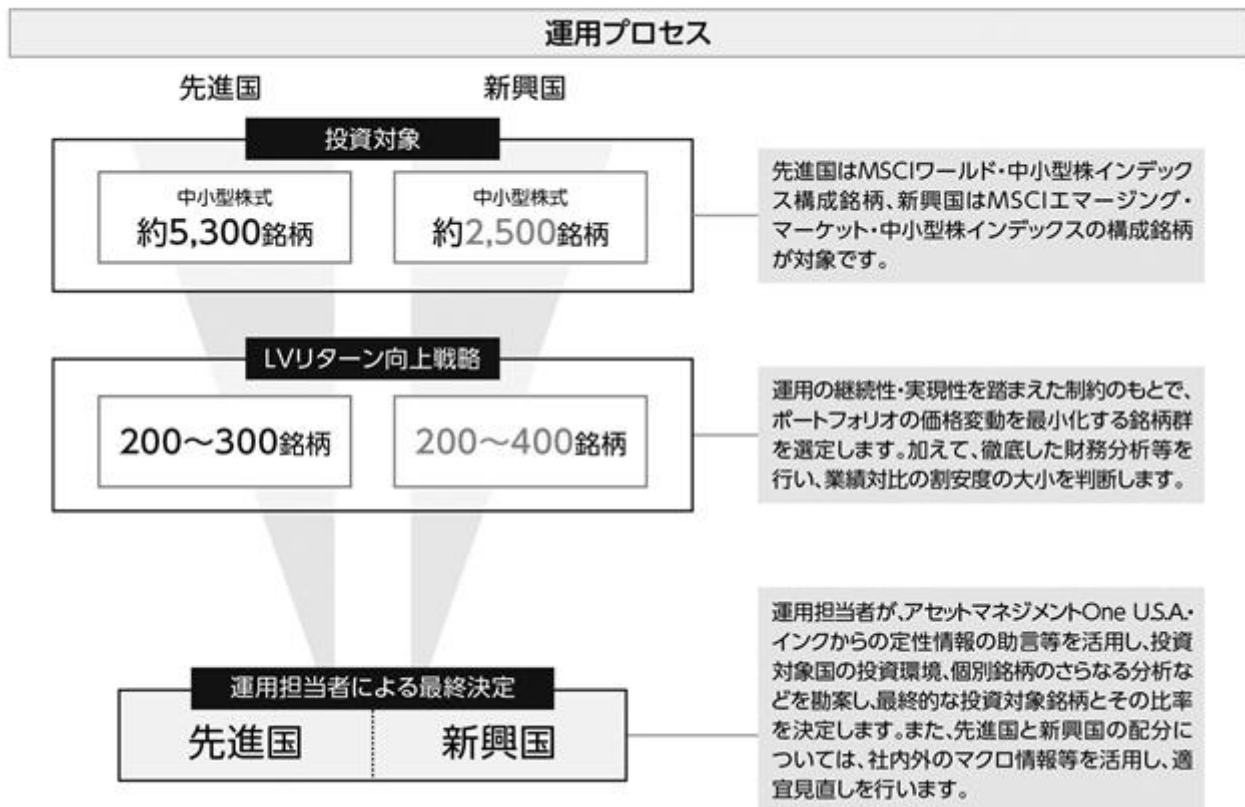 運用プロセス
先進国
新興国
投資対象
中小型株式
約5,300銘柄
中小型株式
約2,500銘柄
先進国はMSCIワールド・中小型株インデック
ス構成銘柄、新興国はMSCIエマージング・
マーケット・中小型株インデックスの構成銘柄
が対象です。
LVリターン向上戦略
200～300銘柄
200～400銘柄
運用の継続性・実現性を踏まえた制約のもとで、
ポートフォリオの価格変動を最小化する銘柄群
を選定します。加えて、徹底した財務分析等を
行い、業績対比の割安度の大小を判断します。
運用担当者による最終決定
先進国
新興国
運用担当者が、アセットマネジメントOne U.S.A.・
インクからの定性情報の助言等を活用し、投資
対象国の投資環境、個別銘柄のさらなる分析な
どを勘案し、最終的な投資対象銘柄とその比率
を決定します。また、先進国と新興国の配分に
ついては、社内外のマクロ情報等を活用し、適
宜見直しを行います。